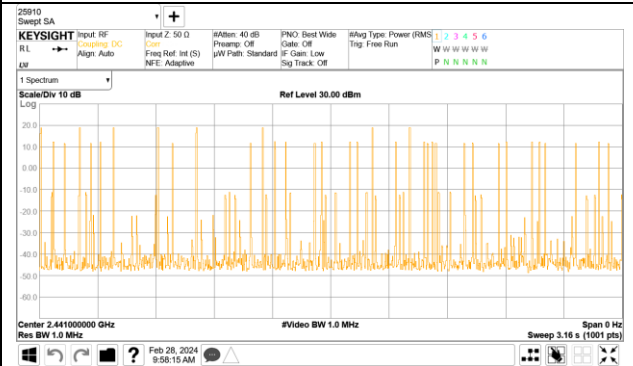 25910
Swept SA
KEYSIGHT
RL
Input: RF
Coupling: DC
Align: Auto
Input Z: 50 Ω
Corr
Freq Ref: Int (S)
NFE: Adaptive
#Atten: 40 dB
Preamp: Off
µW Path: Standard
PNO: Best Wide
Gate: Off
IF Gain: Low
Sig Track: Off
#Avg Type: Power (RMS
Trig: Free Run
1 2 3 4 5 6
W W W W W W
P N N N N N
1 Spectrum
Scale/Div 10 dB
Ref Level 30.00 dBm
Log
20.0
10.0
0.00
-10.0
-20.0
-30.0
-40.0
-50.0
-60.0
Center 2.441000000 GHz
#Video BW 1.0 MHz
Span 0 Hz
Res BW 1.0 MHz
Sweep 3.16 s (1001 pts)
?
Feb 28, 2024
9:58:15 AM